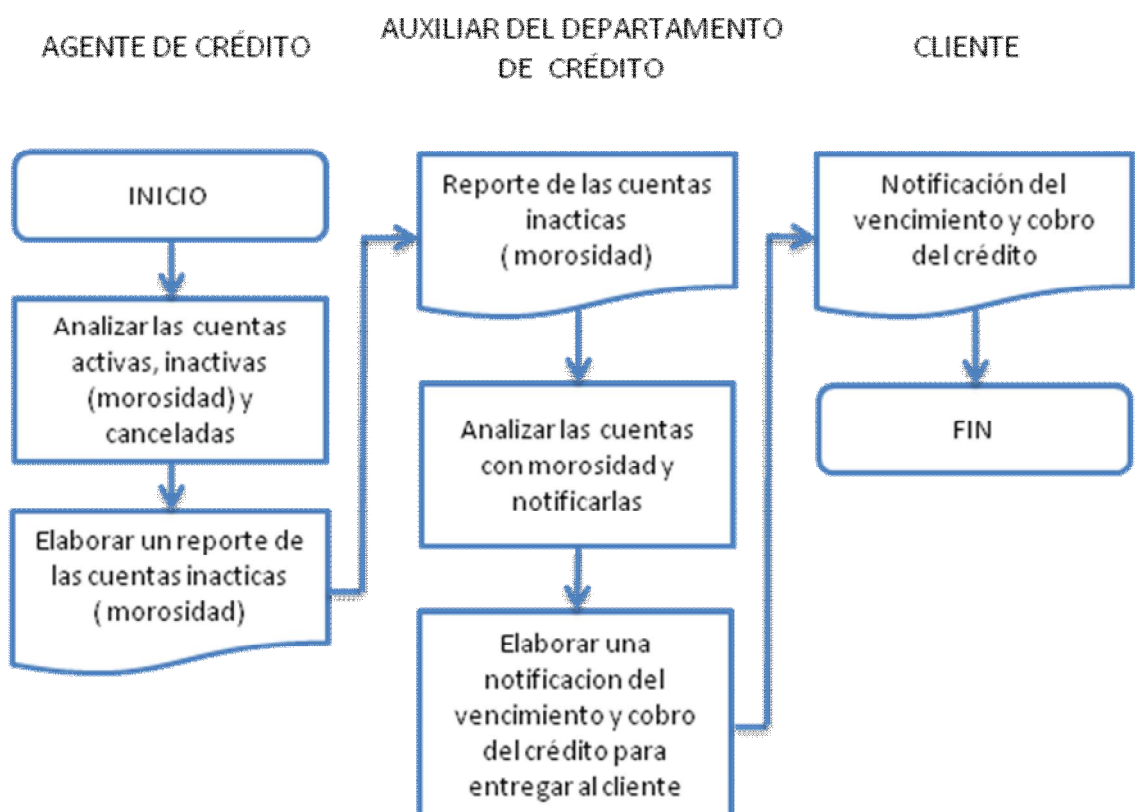 AGENTE DE CRÉDITO
AUXILIAR DEL DEPARTAMENTO
DE CRÉDITO
CLIENTE
INICIO
Analizar las cuentas
activas, inactivas
(morosidad) y
canceladas
Elaborar un reporte de
las cuentas inacticas
( morosidad)
Reporte de las cuentas
inacticas
( morosidad)
Analizar las cuentas
con morosidad y
notificarlas
Elaborar una
notificacion del
vencimiento y cobro
del crédito para
entregar al cliente
Notificación del
vencimiento y cobro
del crédito
FIN